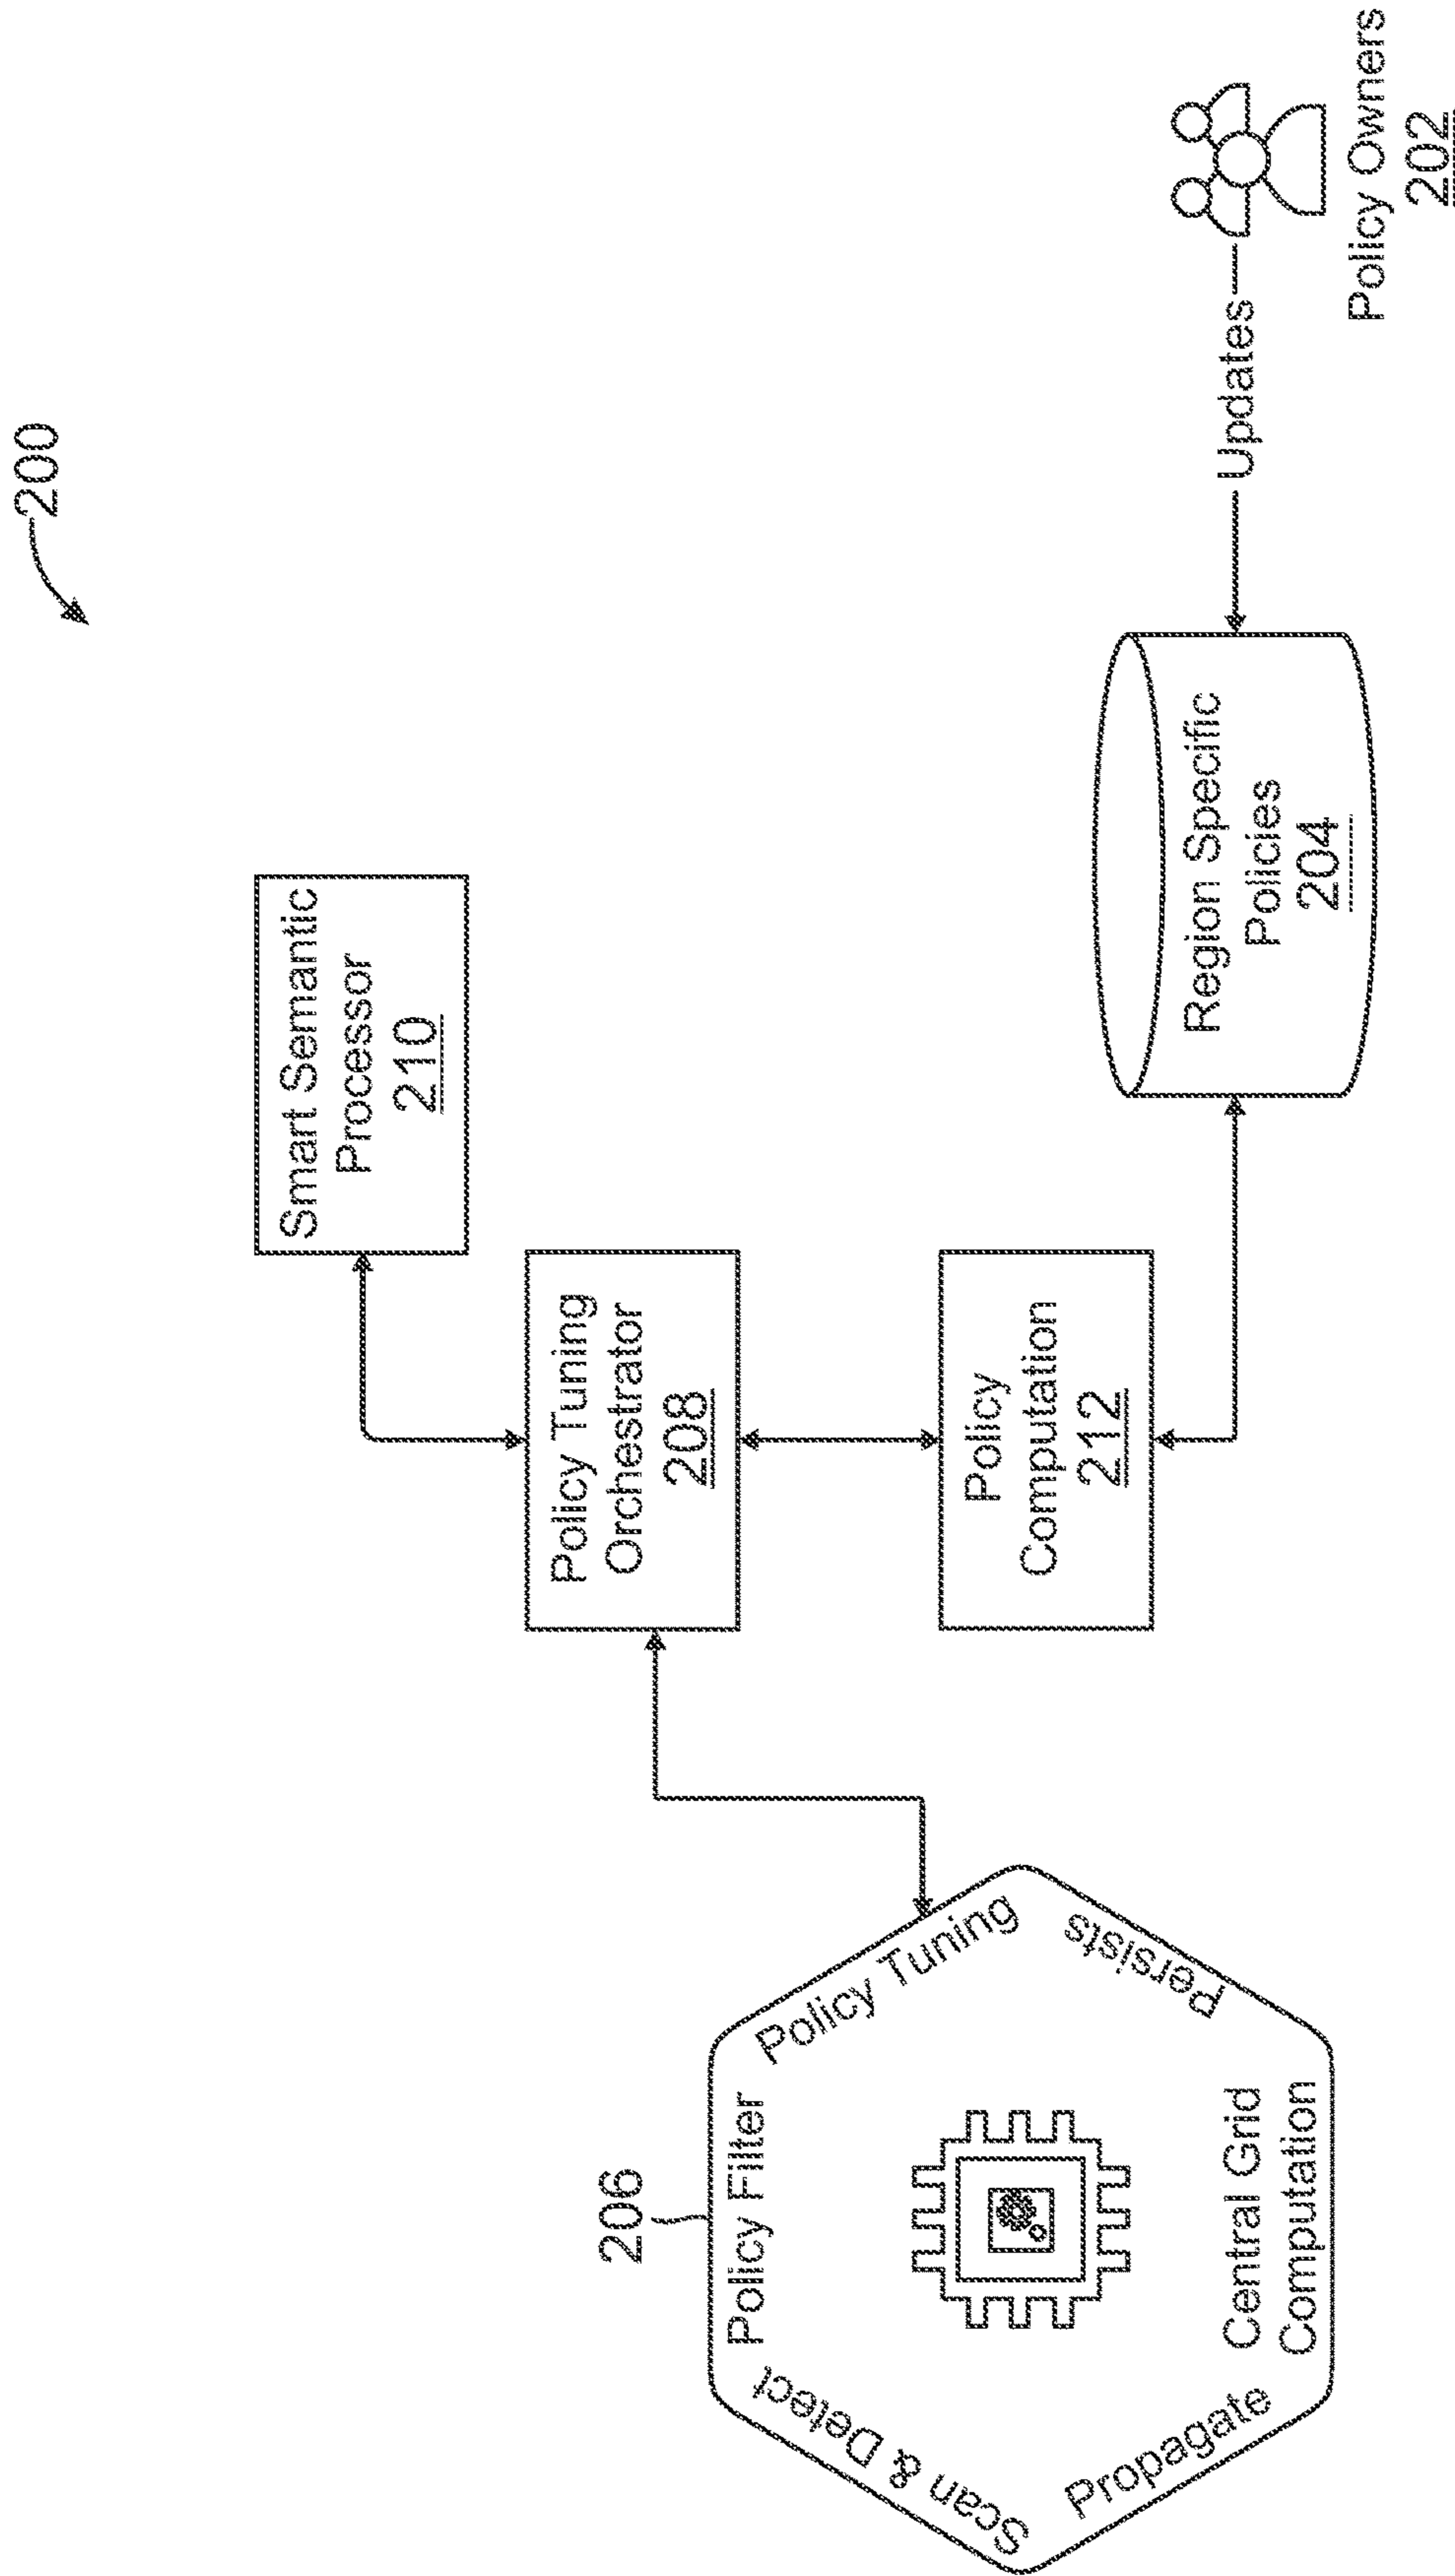 200
Smart Semantic
Processor
210
206
Policy Filter
Policy Tuning
Scan & Detect
Persists
Propagate
Central Grid
Computation
Policy Tuning
Orchestrator
208
Policy
Computation
212
Region Specific
Policies
204
Updates
Policy Owners
202